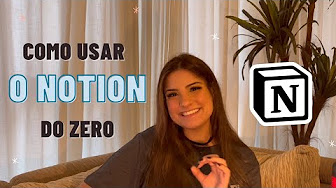 COMO USAR
O NOTION
DO ZERO
N